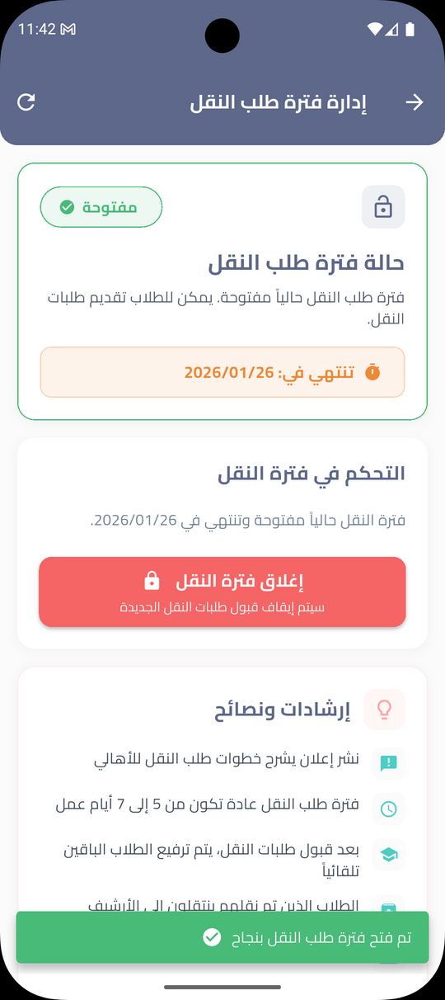 11:42
إدارة فترة طلب النقل
مفتوحة
حالة فترة طلب النقل
فترة طلب النقل حالياً مفتوحة. يمكن للطلاب تقديم طلبات
النقل.
تنتهي في: 2026/01/26
التحكم في فترة النقل
فترة النقل حالياً مفتوحة وتنتهي في 2026/01/26.
إغلاق فترة النقل
سيتم إيقاف قبول طلبات النقل الجديدة
إرشادات ونصائح
نشر إعلان يشرح خطوات طلب النقل للأهالي
فترة طلب النقل عادة تكون من 5 إلى 7 أيام عمل
بعد قبول طلبات النقل، يتم ترفيع الطلاب الباقين
تلقائياً
الطلاب الذين تم نقلهم ينتقلون إلى الأرشيف
تم فتح فترة طلب النقل بنجاح